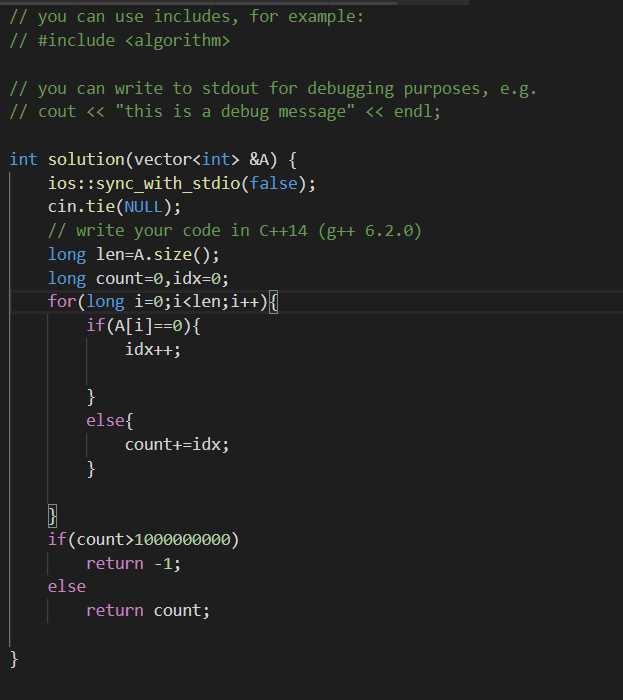 // you can use includes, for example:
// #include <algorithm>
// you can write to stdout for debugging purposes, e.g.
// cout << "this is a debug message" << endl;
int solution(vector<int> &A) {
    ios::sync_with_stdio(false);
    cin.tie(NULL);
    // write your code in C++14 (g++ 6.2.0)
    long len=A.size();
    long count=0,idx=0;
    for(long i=0;i<len;i++){
        if(A[i]==0){
            idx++;
        }
        else{
            count+=idx;
        }
    }
    if(count>1000000000)
        return -1;
    else
        return count;
}